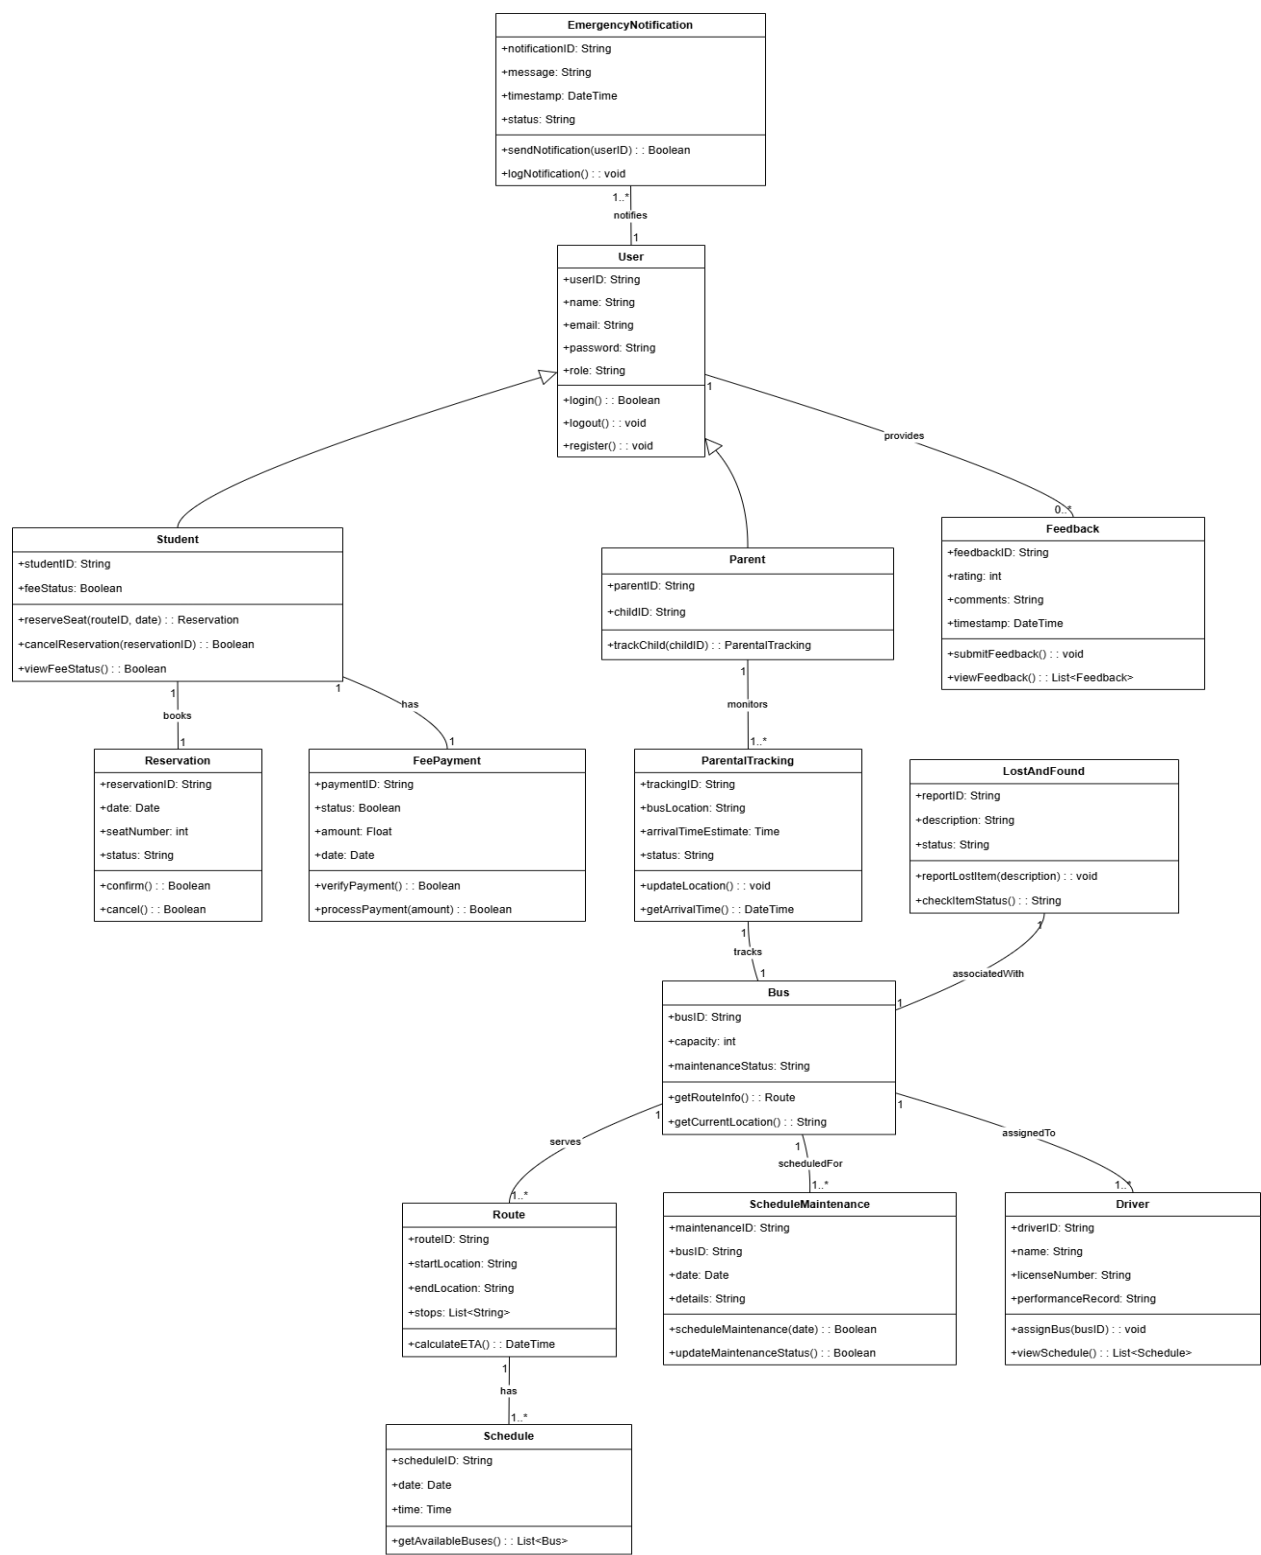 EmergencyNotification
+notificationID: String
+message: String
+timestamp: DateTime
+status: String
+sendNotification(userID) : : Boolean
+logNotification() : : void
1..*
notifies
1
User
+userID: String
+name: String
+email: String
+password: String
+role: String
+login() : : Boolean
+logout() : : void
+register() : : void
1
provides
0..*
Student
+studentID: String
+feeStatus: Boolean
+reserveSeat(routeID, date) : : Reservation
+cancelReservation(reservationID) : : Boolean
+viewFeeStatus() : : Boolean
Parent
+parentID: String
+childID: String
+trackChild(childID) : : ParentalTracking
Feedback
+feedbackID: String
+rating: int
+comments: String
+timestamp: DateTime
+submitFeedback() : : void
+viewFeedback() : : List<Feedback>
1
books
1
1
has
1
1
monitors
1..*
Reservation
+reservationID: String
+date: Date
+seatNumber: int
+status: String
+confirm() : : Boolean
+cancel() : : Boolean
FeePayment
+paymentID: String
+status: Boolean
+amount: Float
+date: Date
+verifyPayment() : : Boolean
+processPayment(amount) : : Boolean
ParentalTracking
+trackingID: String
+busLocation: String
+arrivalTimeEstimate: Time
+status: String
+updateLocation() : : void
+getArrivalTime() : : DateTime
LostAndFound
+reportID: String
+description: String
+status: String
+reportLostItem(description) : : void
+checkItemStatus() : : String
1
tracks
1
1
associatedWith
1
Bus
+busID: String
+capacity: int
+maintenanceStatus: String
+getRouteInfo() : : Route
+getCurrentLocation() : : String
1
serves
1..*
1
scheduledFor
1..*
1
assignedTo
1..*
Route
+routeID: String
+startLocation: String
+endLocation: String
+stops: List<String>
+calculateETA() : : DateTime
ScheduleMaintenance
+maintenanceID: String
+busID: String
+date: Date
+details: String
+scheduleMaintenance(date) : : Boolean
+updateMaintenanceStatus() : : Boolean
Driver
+driverID: String
+name: String
+licenseNumber: String
+performanceRecord: String
+assignBus(busID) : : void
+viewSchedule() : : List<Schedule>
1
has
1..*
Schedule
+scheduleID: String
+date: Date
+time: Time
+getAvailableBuses() : : List<Bus>